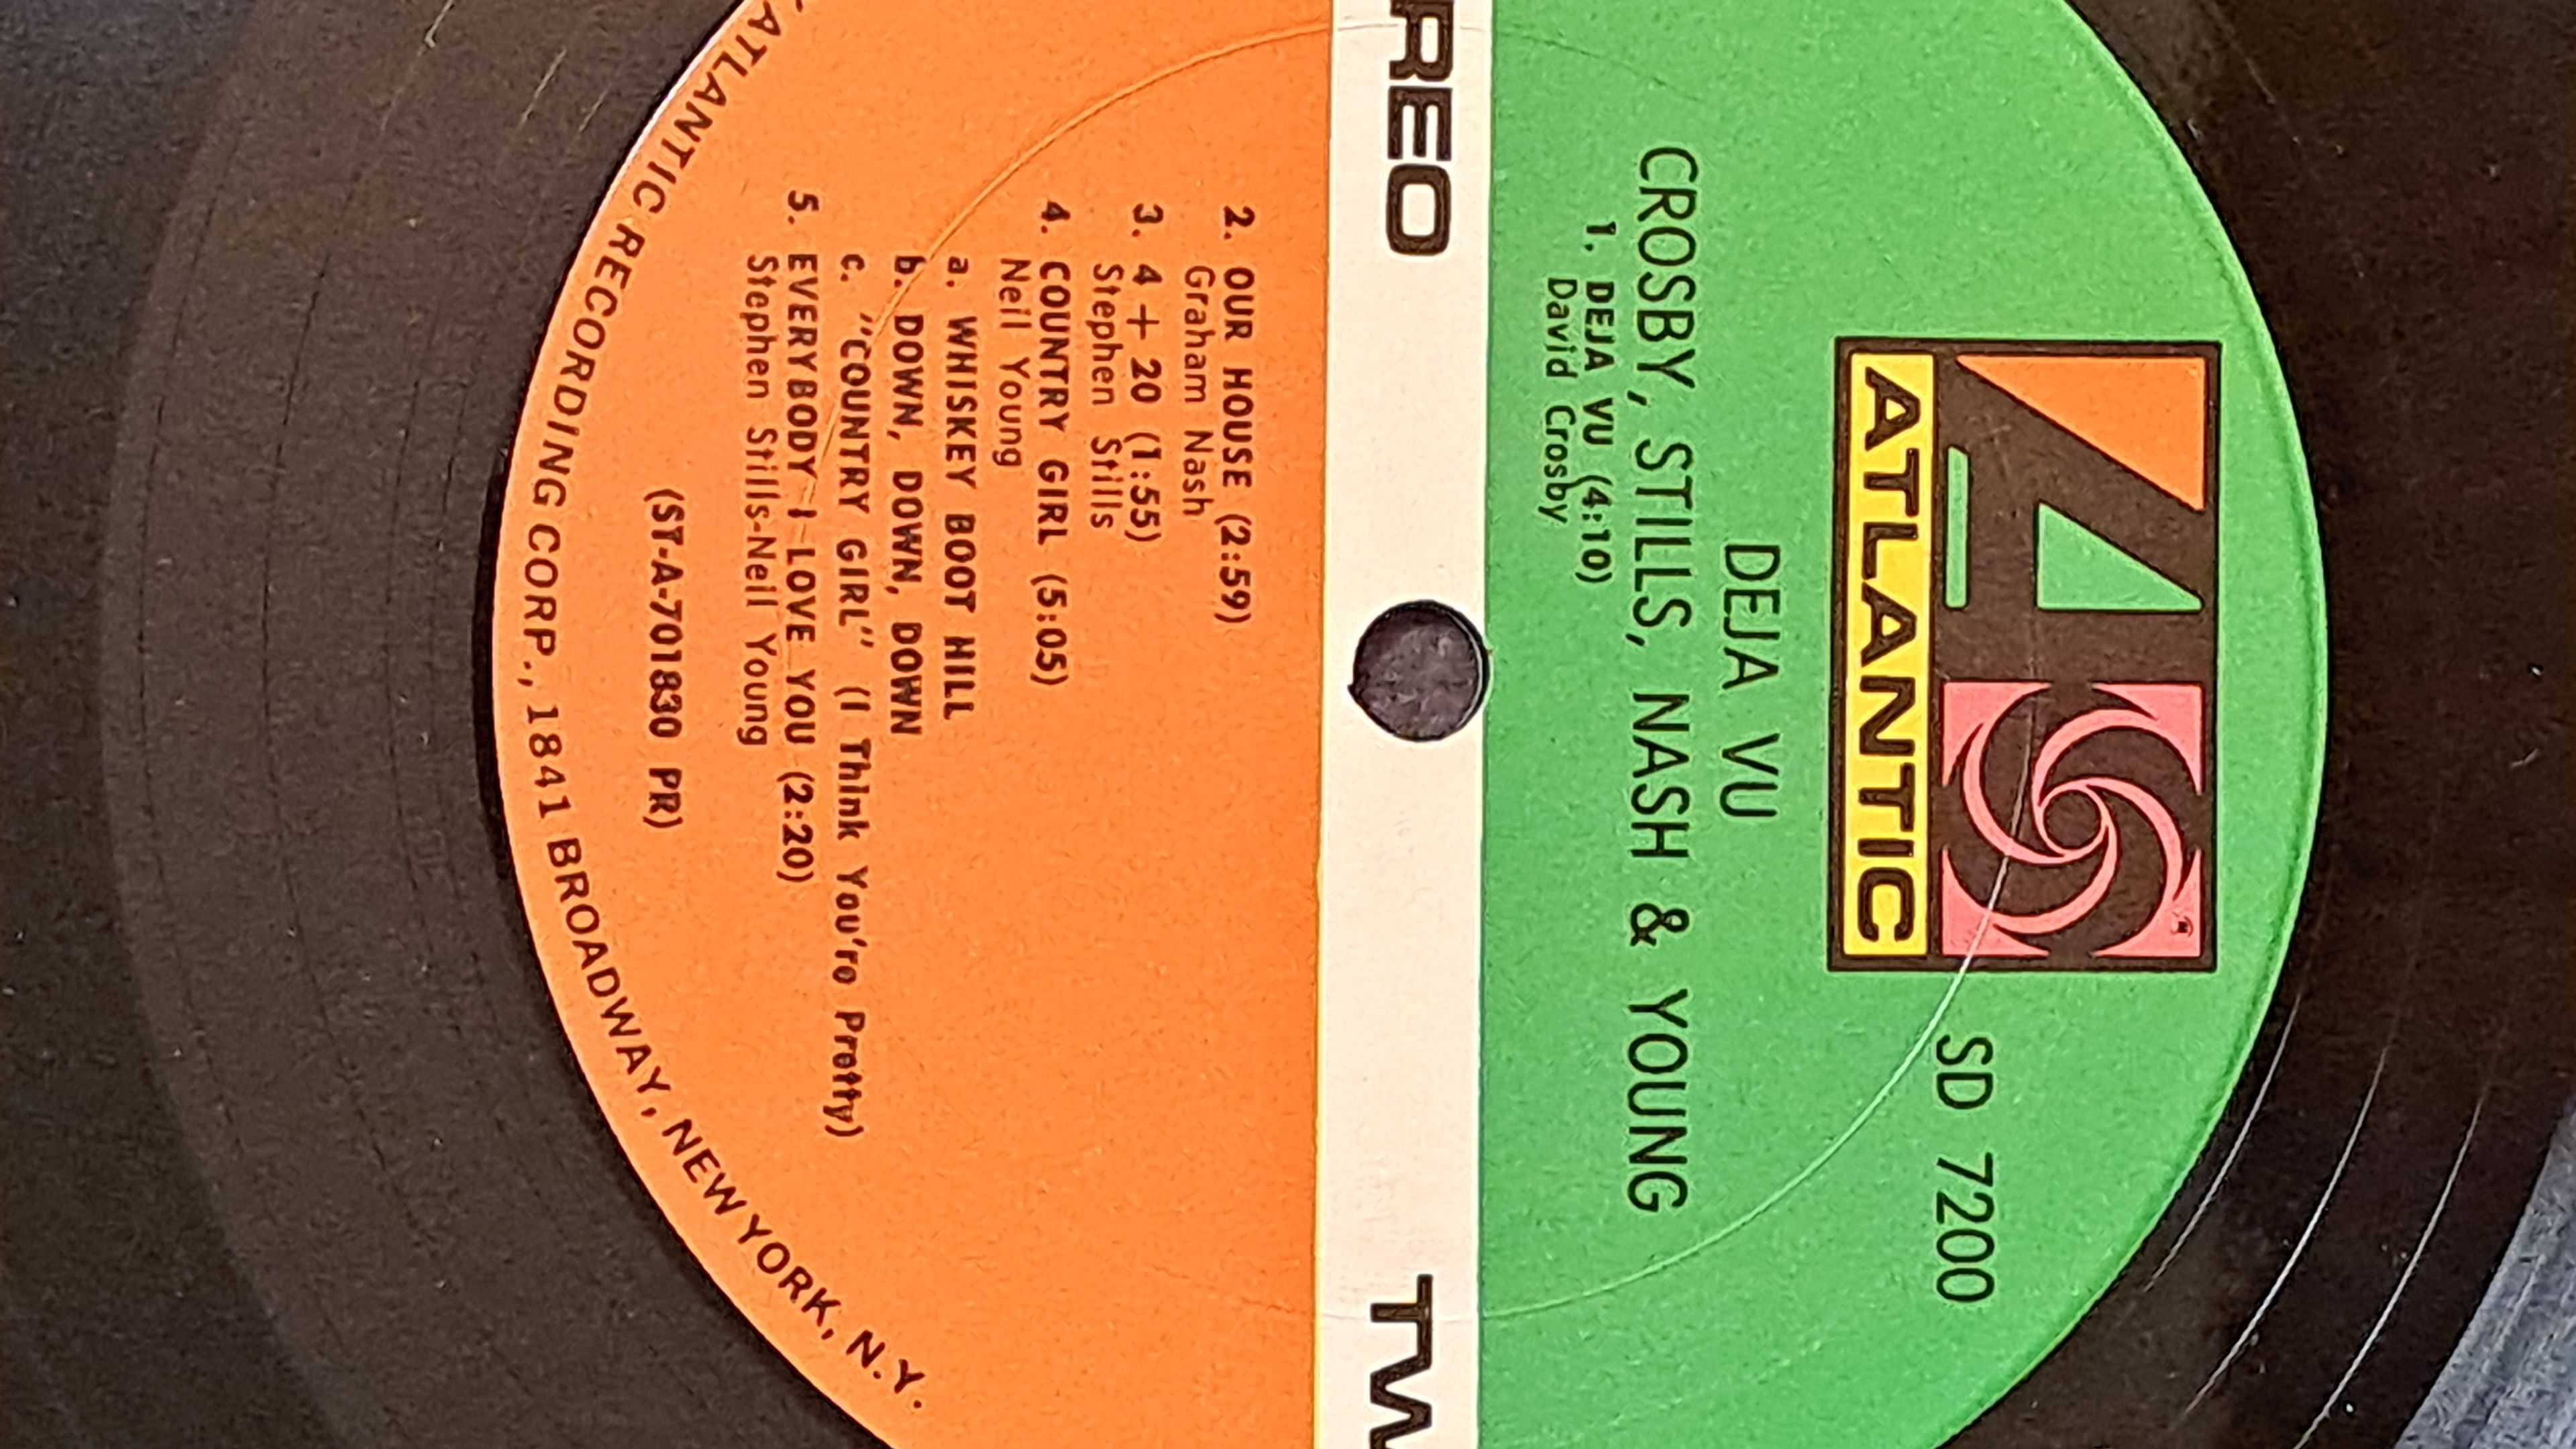 ATLANTIC
SD 7200
DEJA VU
CROSBY, STILLS, NASH & YOUNG
1. DEJA VU (4:10)
David Crosby
REO
TW
2. OUR HOUSE (2:59)
Graham Nash
3. 4 + 20 (1:55)
Stephen Stills
4. COUNTRY GIRL (5:05)
Neil Young
a. WHISKEY BOOT HILL
b. DOWN, DOWN, DOWN
c. "COUNTRY GIRL" (I Think You're Pretty)
5. EVERYBODY I LOVE YOU (2:20)
Stephen Stills-Neil Young
(ST-A-701830 PR)
ATLANTIC RECORDING CORP., 1841 BROADWAY, NEW YORK, N.Y.